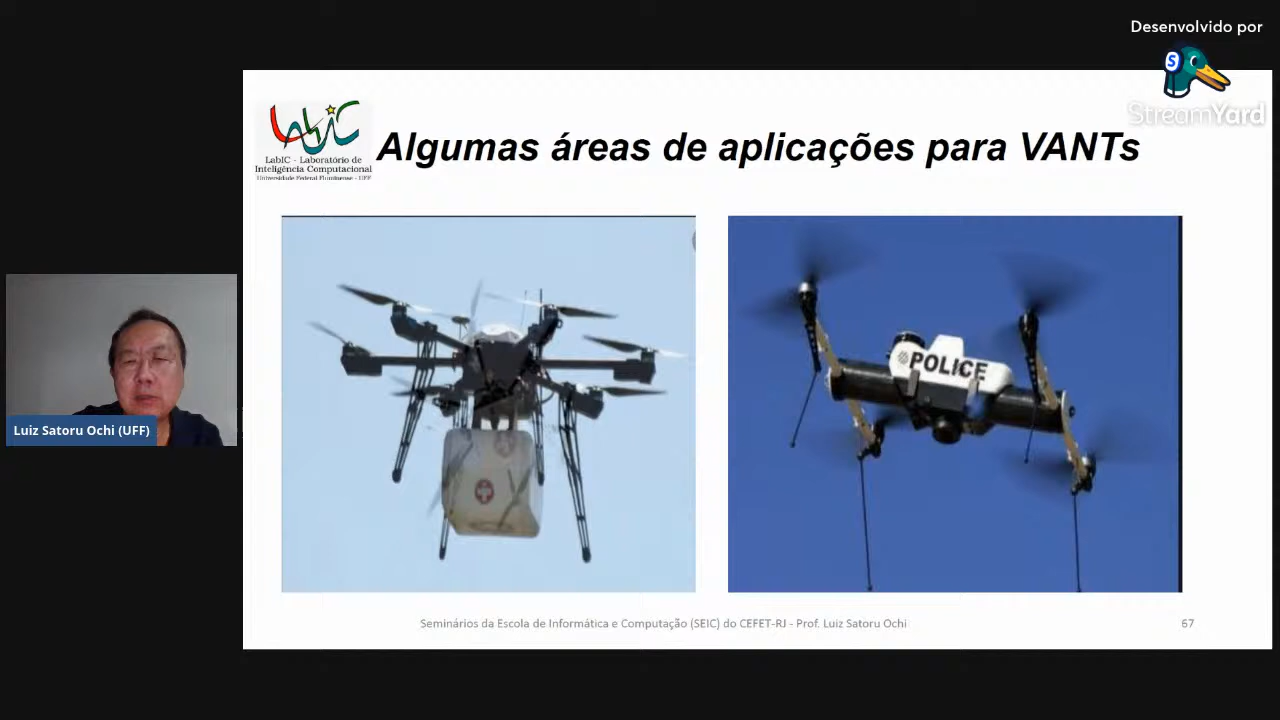 Desenvolvido por
StreamYard
LabIC
LabIC - Laboratório de
Inteligência Computacional
Universidade Federal Fluminense - UFF
Algumas áreas de aplicações para VANTs
POLICE
Luiz Satoru Ochi (UFF)
Seminários da Escola de Informática e Computação (SEIC) do CEFET-RJ - Prof. Luiz Satoru Ochi
67